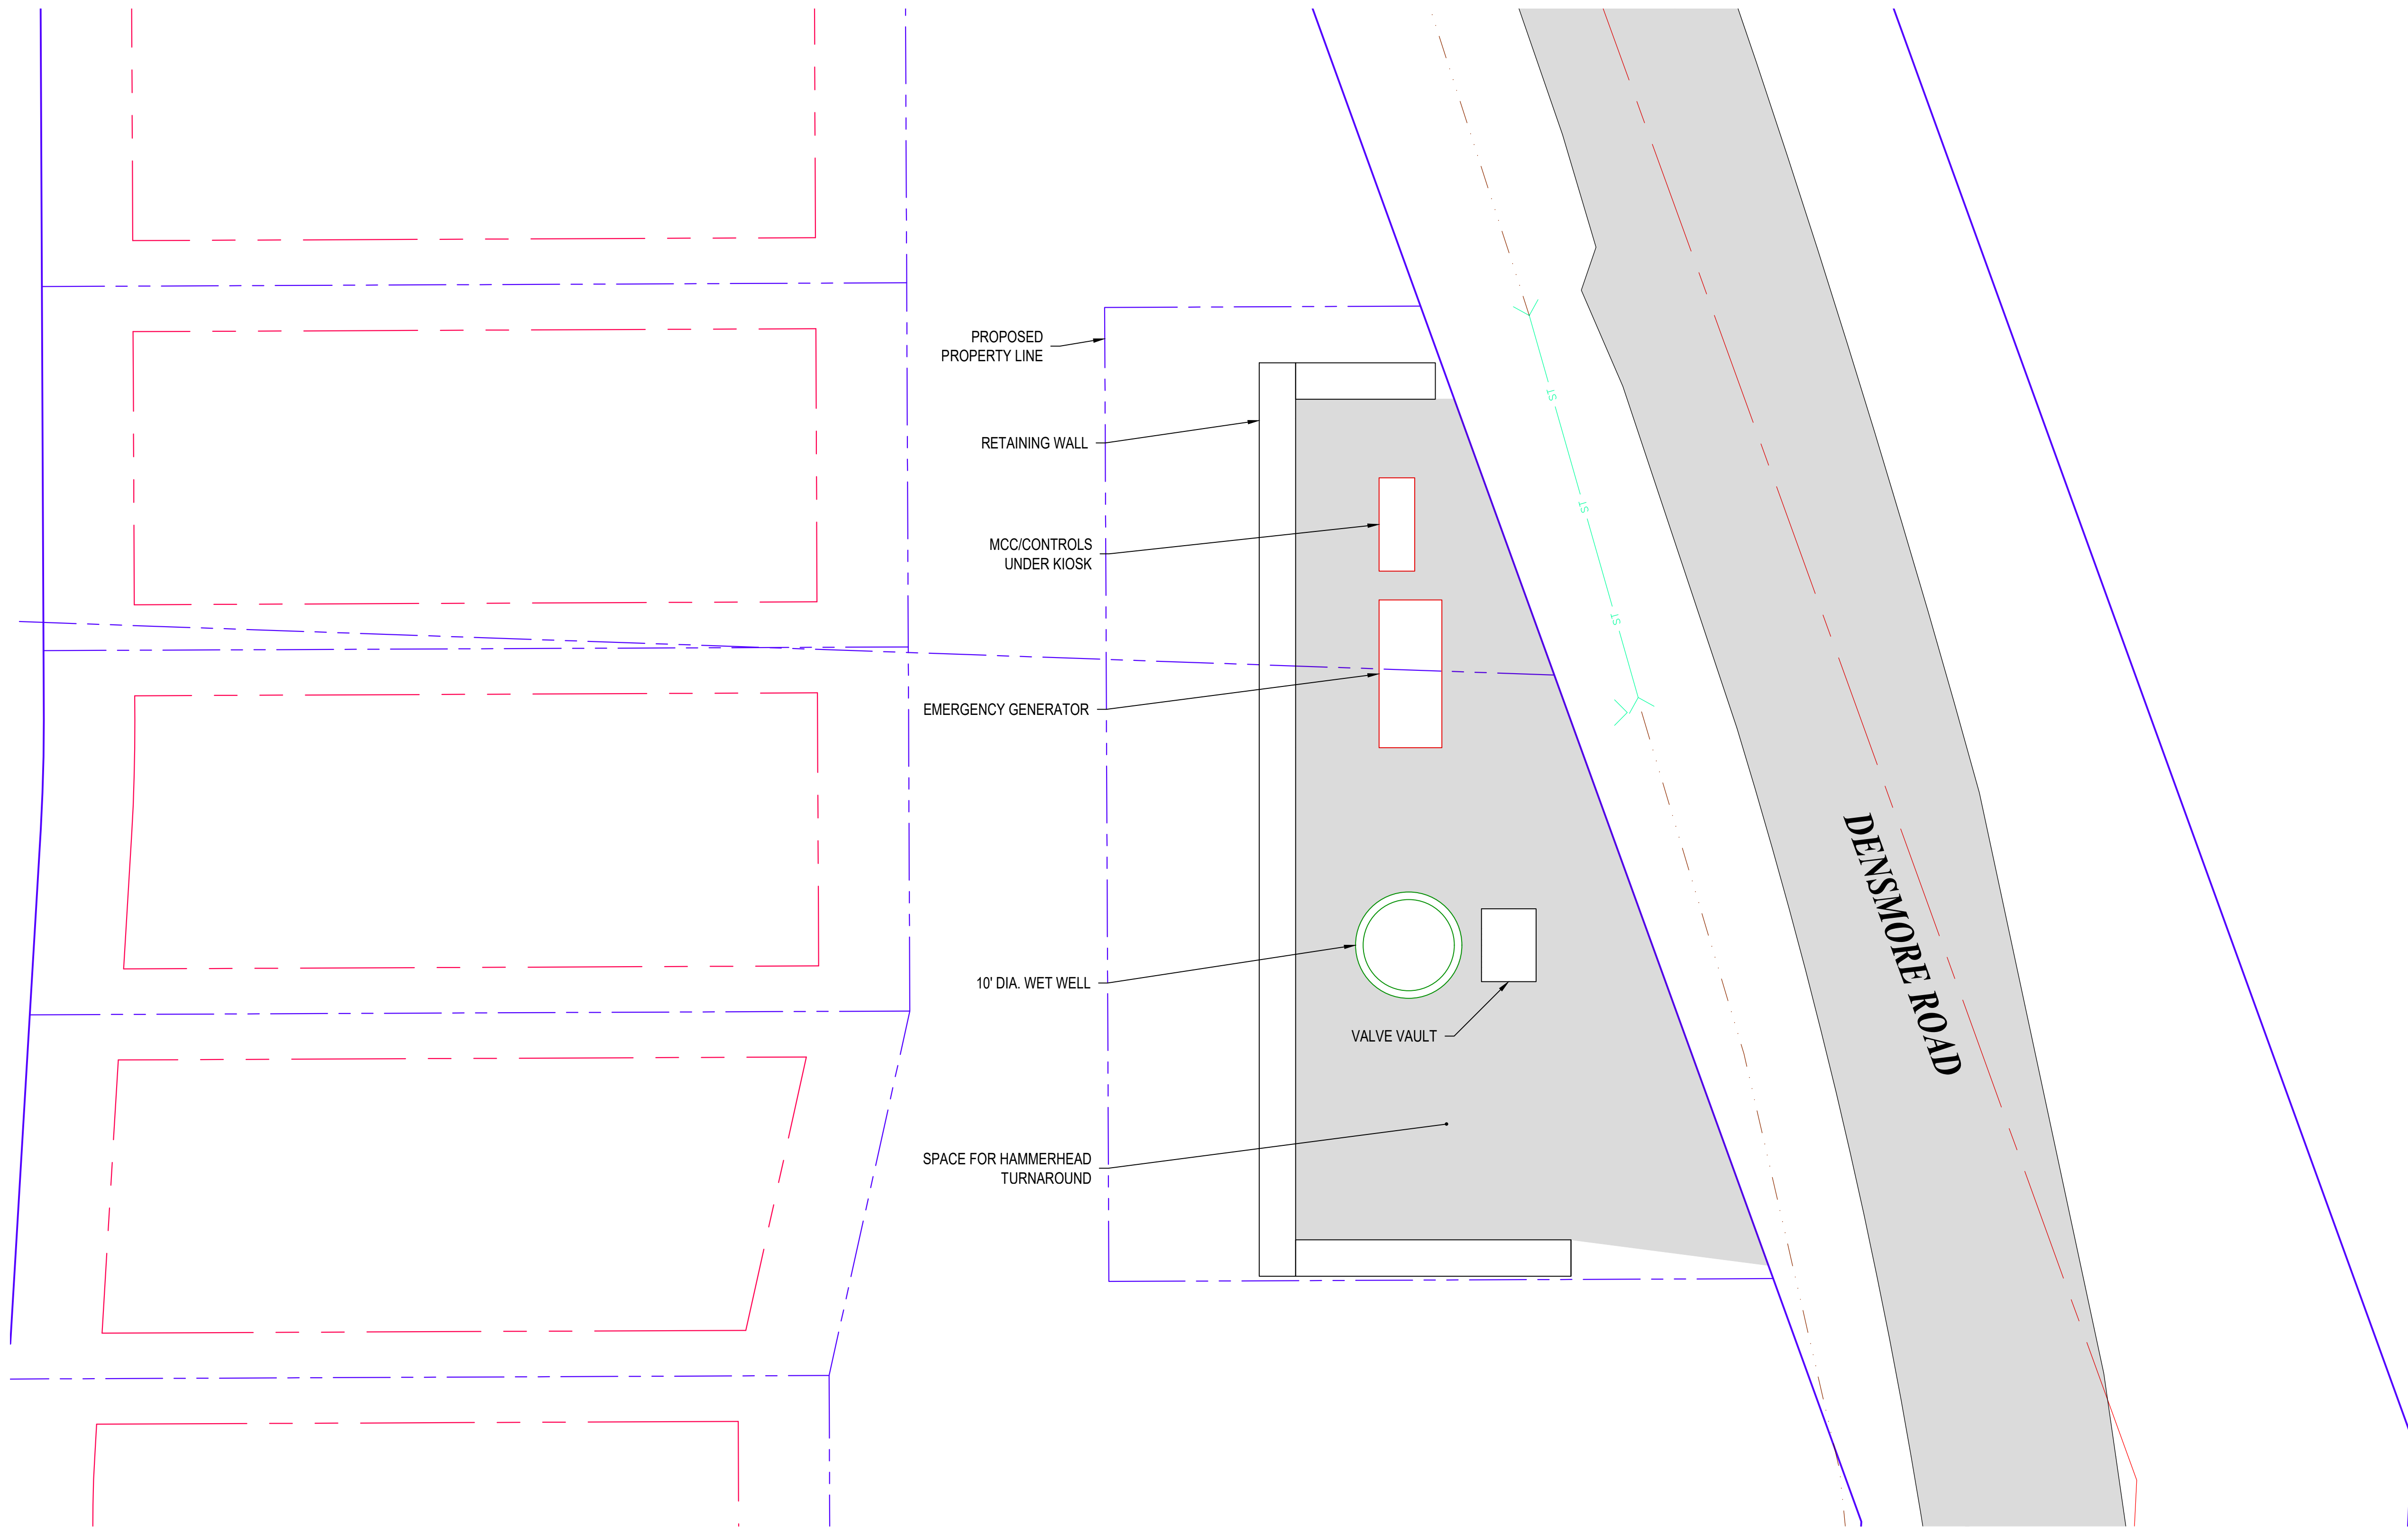 PROPOSED
PROPERTY LINE
RETAINING WALL
MCC/CONTROLS
UNDER KIOSK
EMERGENCY GENERATOR
10' DIA. WET WELL
VALVE VAULT
SPACE FOR HAMMERHEAD
TURNAROUND
ST
ST
ST
DENSMORE ROAD